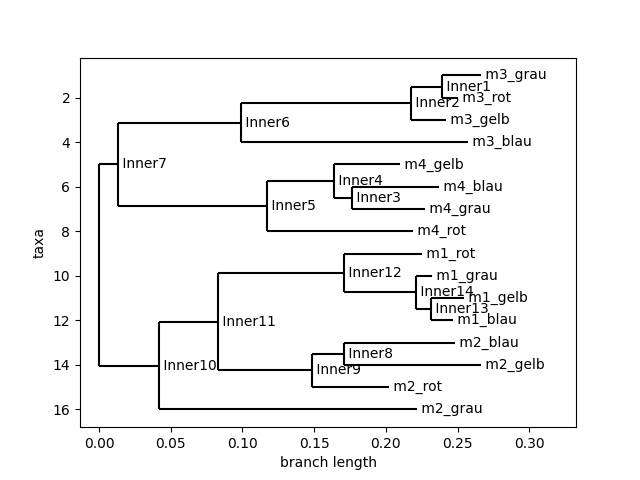 m3_grau
Inner1
m3_rot
Inner2
m3_gelb
Inner6
m3_blau
Inner7
m4_gelb
Inner4
m4_blau
Inner3
m4_grau
Inner5
m4_rot
m1_rot
Inner12
m1_grau
Inner14
m1_gelb
Inner13
m1_blau
Inner11
m2_blau
Inner8
m2_gelb
Inner10
Inner9
m2_rot
m2_grau
2
4
6
8
10
12
14
16
taxa
0.00 0.05 0.10 0.15 0.20 0.25 0.30
branch length